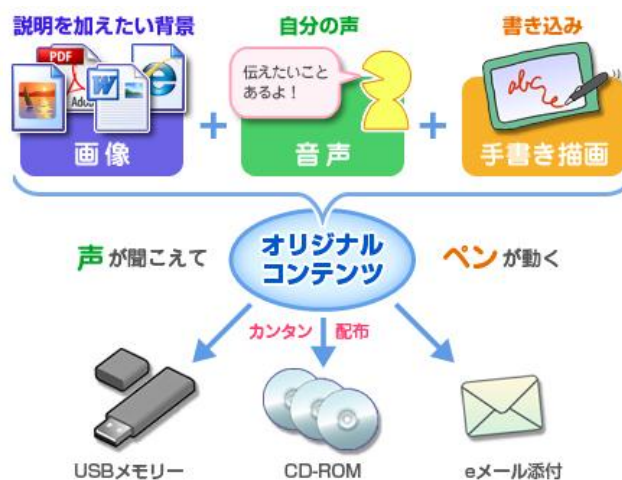 説明を加えたい背景
自分の声
書き込み
PDF
Adob
W
e
伝えたいこと
あるよ！
abc
+
+
画像
音声
手書き描画
声が聞こえて
オリジナル
コンテンツ
ペンが動く
カンタン
配布
USBメモリー
CD-ROM
eメール添付